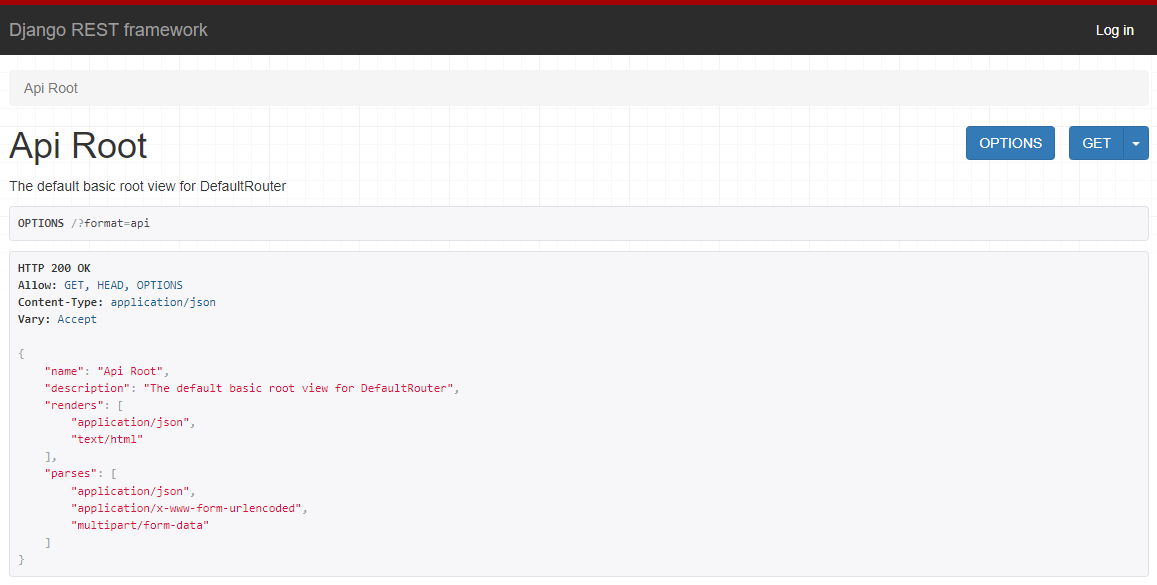 Django REST framework
Log in
Api Root
Api Root
OPTIONS
GET
The default basic root view for DefaultRouter
OPTIONS /?format=api
HTTP 200 OK
Allow: GET, HEAD, OPTIONS
Content-Type: application/json
Vary: Accept
{
    "name": "Api Root",
    "description": "The default basic root view for DefaultRouter",
    "renders": [
        "application/json",
        "text/html"
    ],
    "parses": [
        "application/json",
        "application/x-www-form-urlencoded",
        "multipart/form-data"
    ]
}